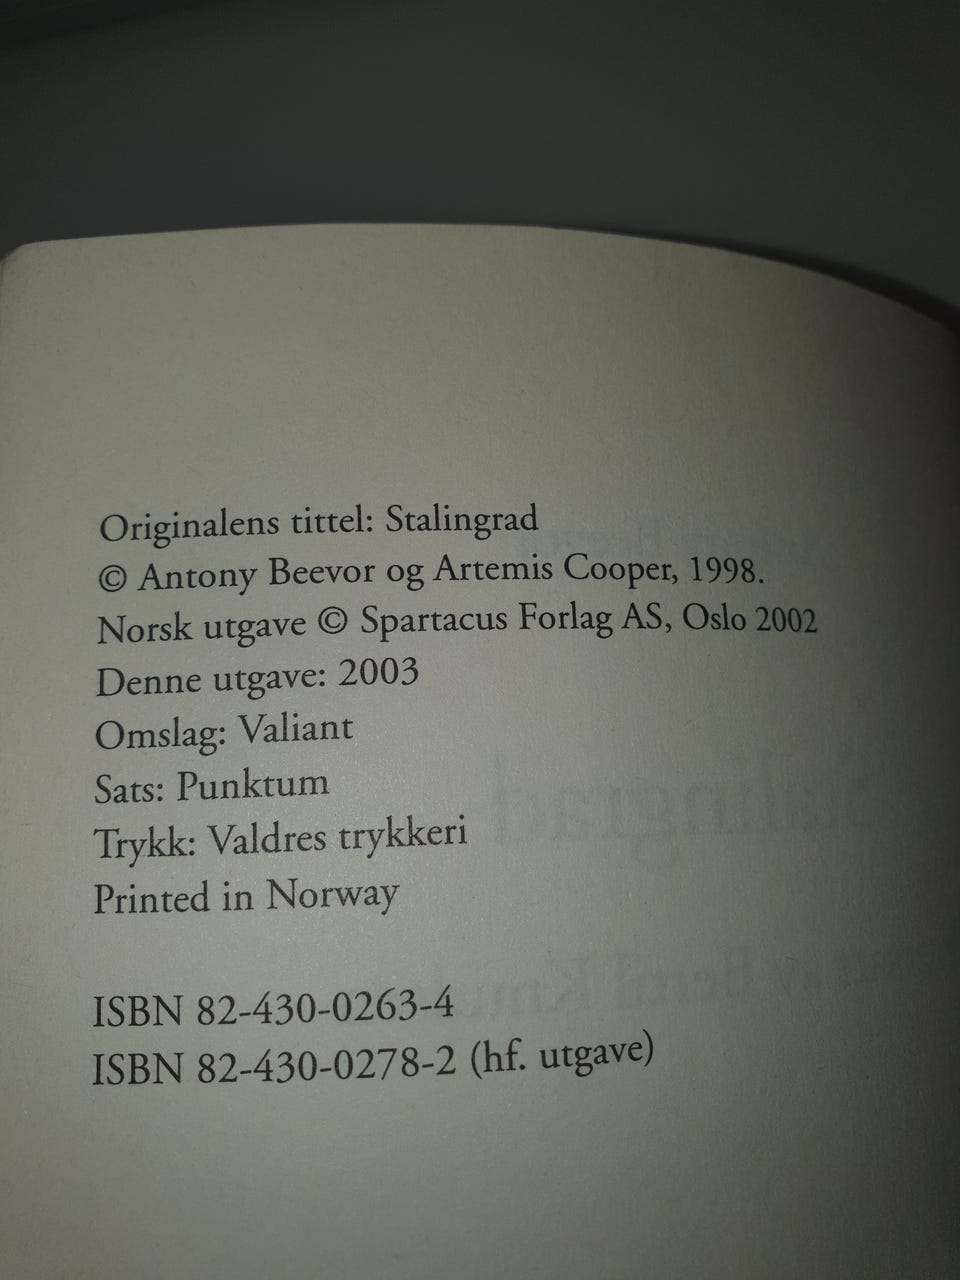 Originalens tittel: Stalingrad
© Antony Beevor og Artemis Cooper, 1998.
Norsk utgave © Spartacus Forlag AS, Oslo 2002
Denne utgave: 2003
Omslag: Valiant
Sats: Punktum
Trykk: Valdres trykkeri
Printed in Norway
ISBN 82-430-0263-4
ISBN 82-430-0278-2 (hf. utgave)